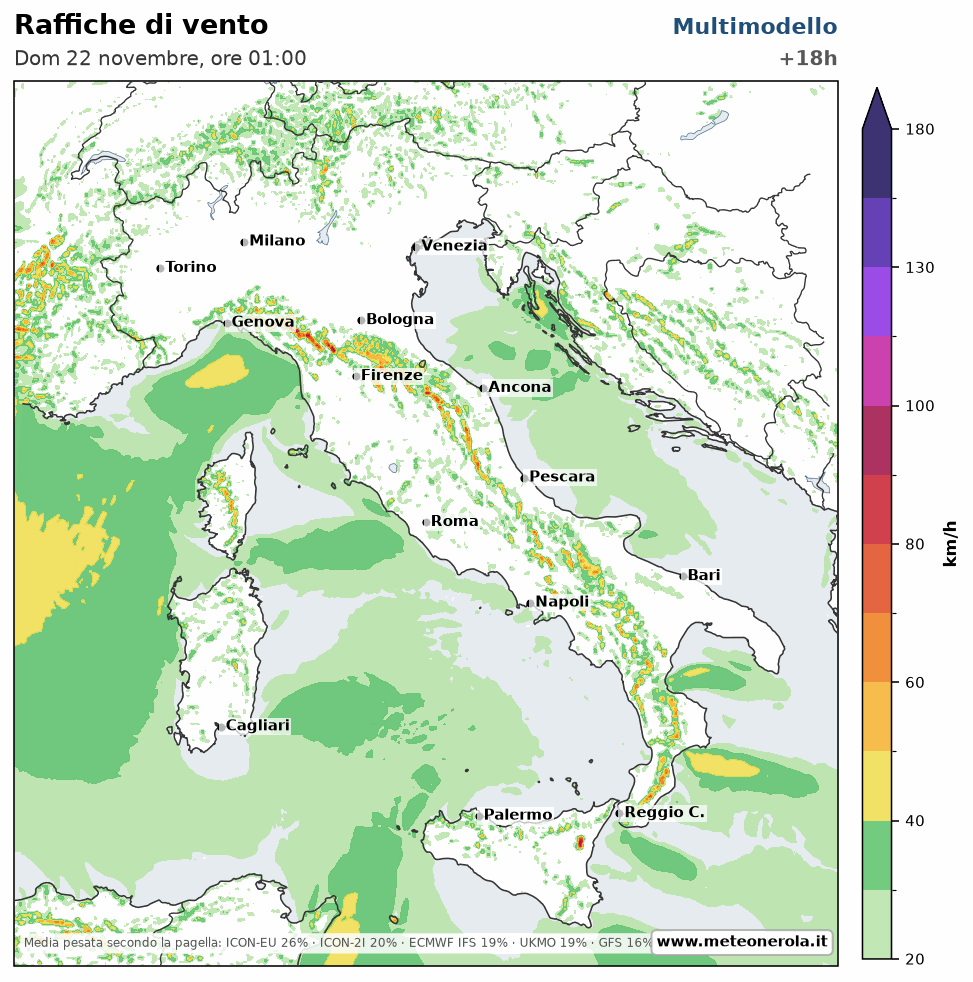 Raffiche di vento
Multimodello
Dom 22 novembre, ore 01:00
+18h
180
130
100
80
60
40
20
km/h
Milano
Venezia
Torino
Genova
Bologna
Firenze
Ancona
Pescara
Roma
Bari
Napoli
Cagliari
Palermo
Reggio C.
Media pesata secondo la pagella: ICON-EU 26% · ICON-2I 20% · ECMWF IFS 19% · UKMO 19% · GFS 16%
www.meteonerola.it